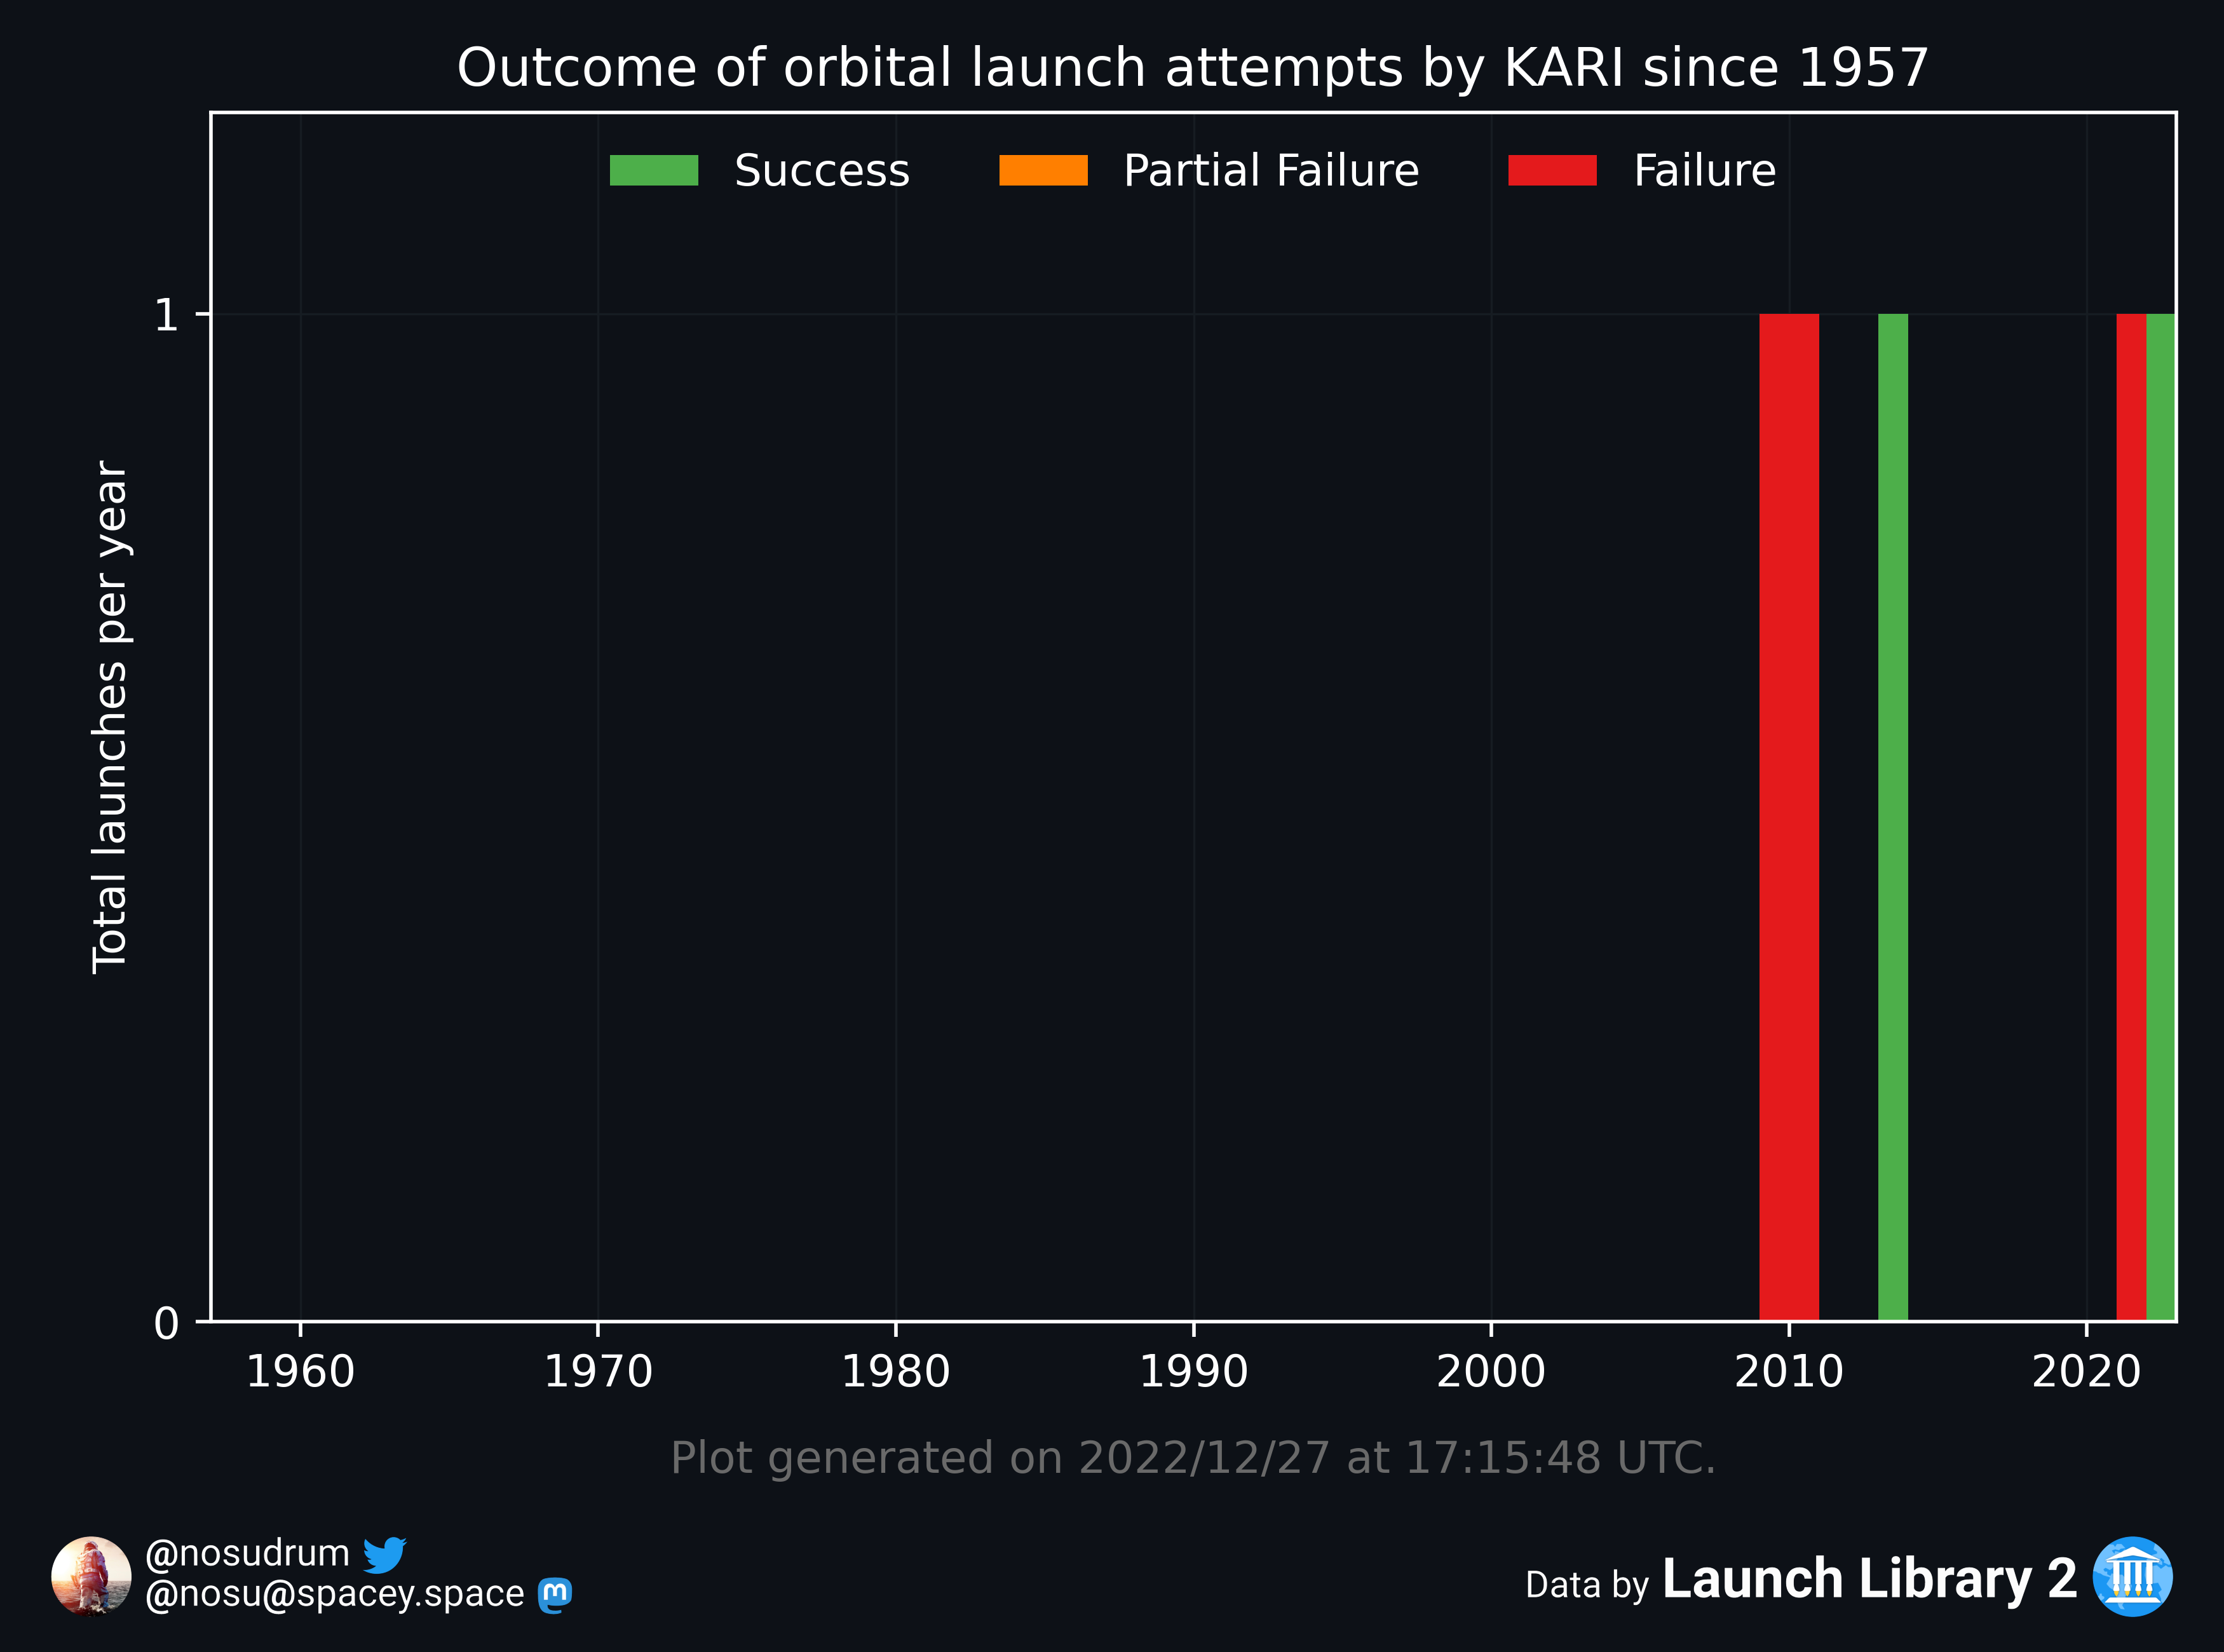 Outcome of orbital launch attempts by KARI since 1957
Success Partial Failure Failure
Total launches per year
1
0
1960 1970 1980 1990 2000 2010 2020
Plot generated on 2022/12/27 at 17:15:48 UTC.
@nosudrum
@nosu@spacey.space
Data by Launch Library 2